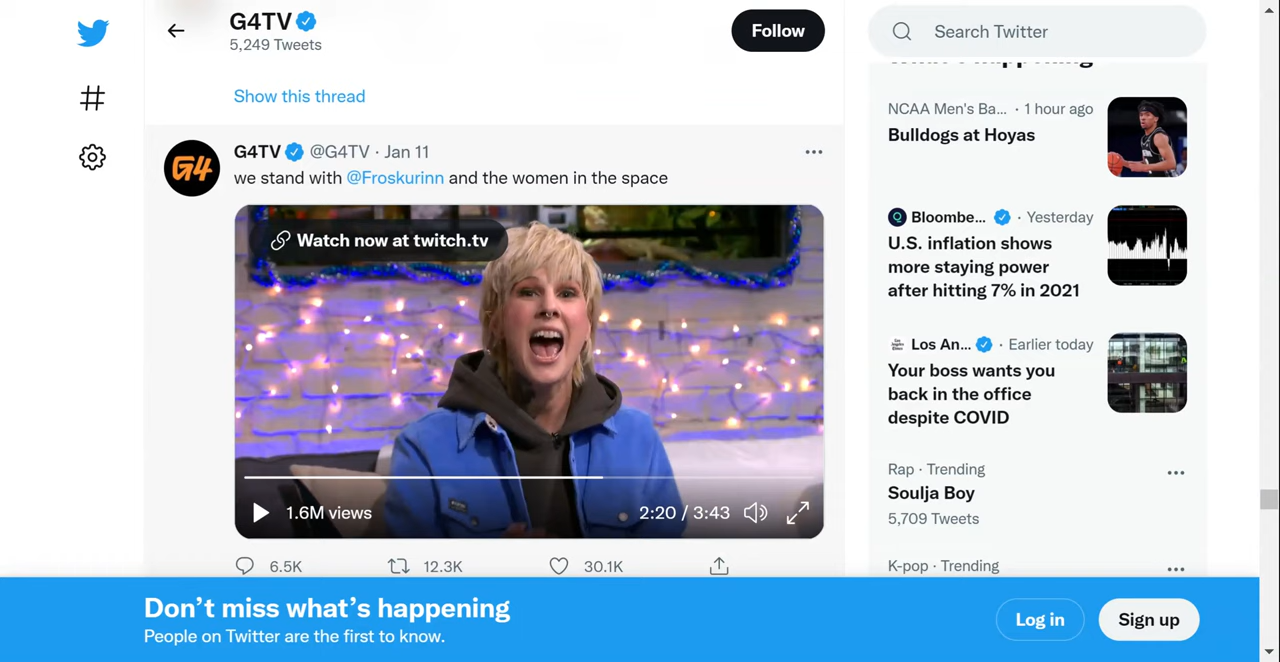 G4TV
5,249 Tweets
Follow
Search Twitter
Show this thread
G4TV @G4TV · Jan 11
we stand with @Froskurinn and the women in the space
G4
Watch now at twitch.tv
1.6M views
2:20 / 3:43
6.5K
12.3K
30.1K
NCAA Men's Ba... · 1 hour ago
Bulldogs at Hoyas
Bloombe... · Yesterday
U.S. inflation shows
more staying power
after hitting 7% in 2021
Los An... · Earlier today
Your boss wants you
back in the office
despite COVID
Rap · Trending
Soulja Boy
5,709 Tweets
K-pop · Trending
Don't miss what's happening
People on Twitter are the first to know.
Log in
Sign up